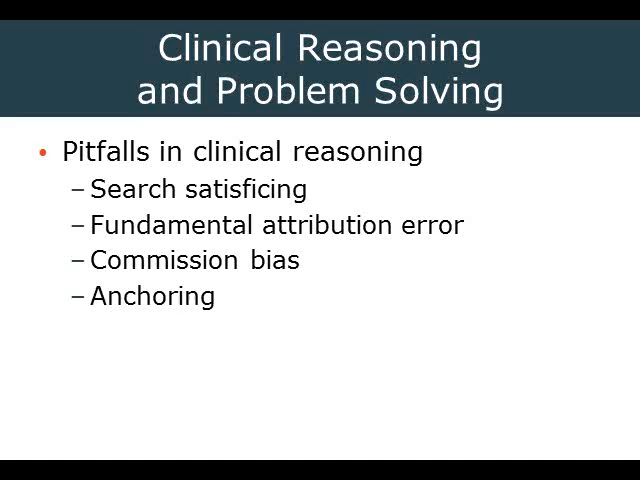 Clinical Reasoning
and Problem Solving
• Pitfalls in clinical reasoning
– Search satisficing
– Fundamental attribution error
– Commission bias
– Anchoring